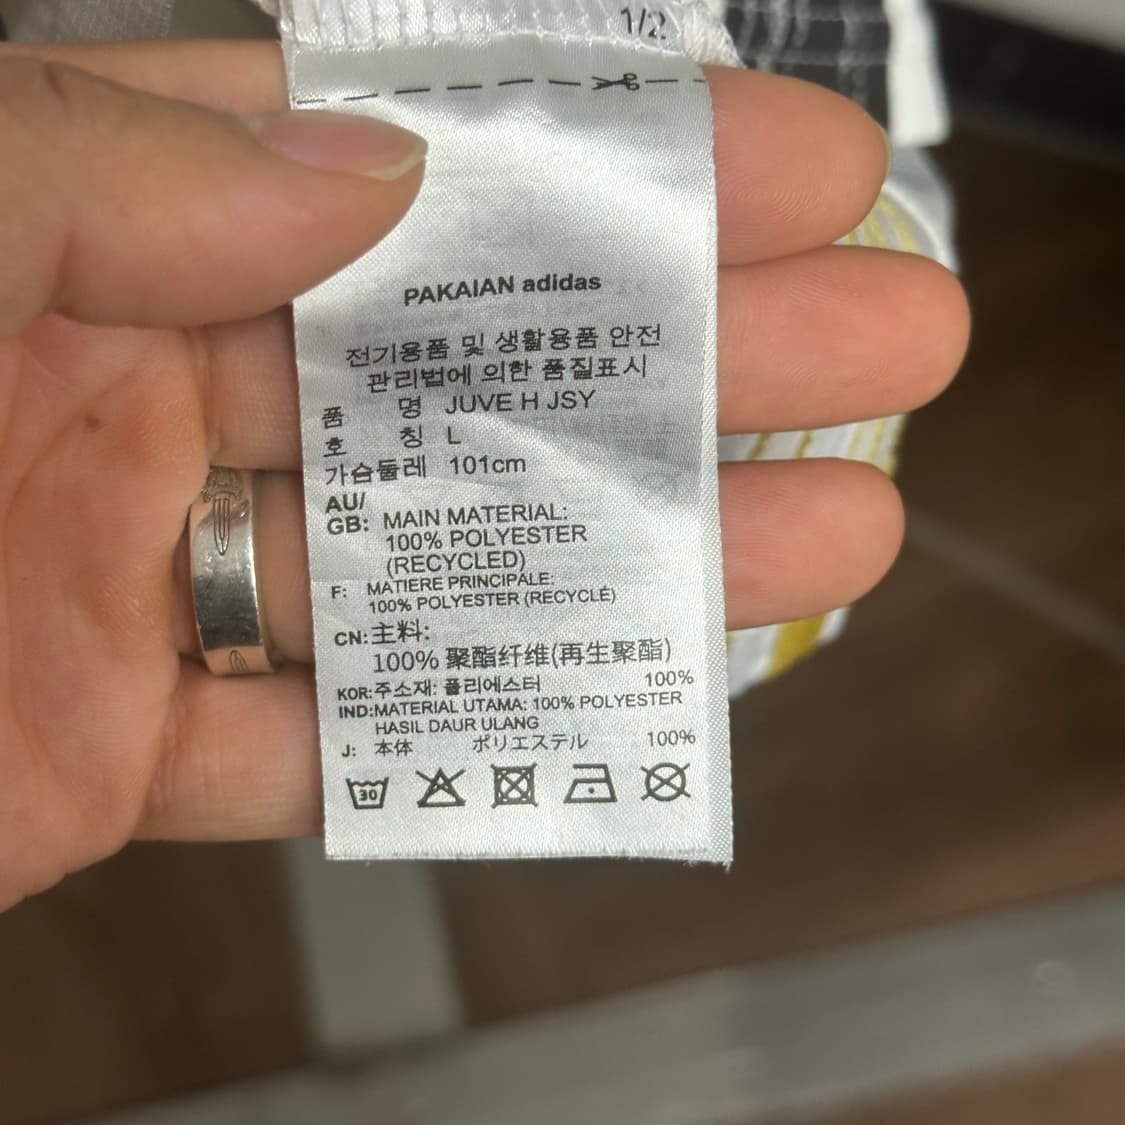 1/2
PAKAIAN adidas
전기용품 및 생활용품 안전
관리법에 의한 품질표시
품 명 JUVE H JSY
호 칭 L
가슴둘레 101cm
AU/
GB: MAIN MATERIAL:
100% POLYESTER
(RECYCLED)
F: MATIERE PRINCIPALE:
100% POLYESTER (RECYCLÉ)
CN: 主料:
100% 聚酯纤维(再生聚酯)
KOR:주소재: 폴리에스터 100%
IND:MATERIAL UTAMA: 100% POLYESTER
HASIL DAUR ULANG
J: 本体 ポリエステル 100%
30